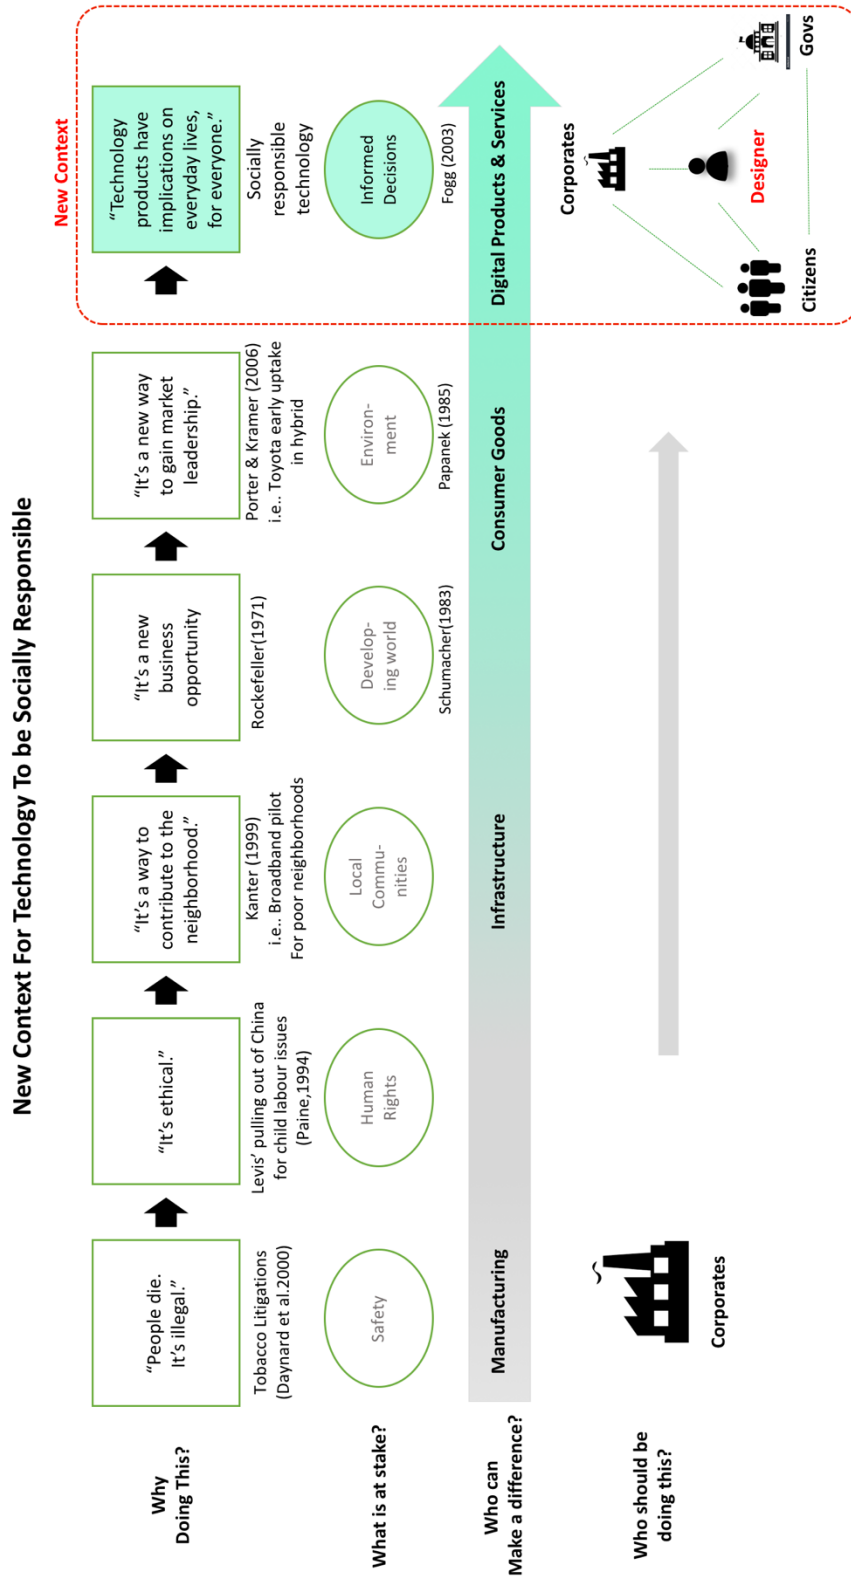 New Context For Technology To be Socially Responsible
New Context
Why
Doing This?
“People die.
It’s illegal.”
Tobacco Litigations
(Daynard et al.2000)
“It’s ethical.”
Levis’ pulling out of China
for child labour issues
(Paine,1994)
“It’s a way to
contribute to the
neighborhood.”
Kanter (1999)
i.e.. Broadband pilot
For poor neighborhoods
“It’s a new
business
opportunity
Rockefeller(1971)
“It’s a new way
to gain market
leadership.”
Porter & Kramer (2006)
i.e.. Toyota early uptake
in hybrid
“Technology
products have
implications on
everyday lives,
for everyone.”
Socially
responsible
technology
What is at stake?
Safety
Human
Rights
Local
Commu-
nities
Develop-
ing world
Schumacher(1983)
Environ-
ment
Papanek (1985)
Informed
Decisions
Fogg (2003)
Who can
Make a difference?
Manufacturing
Infrastructure
Consumer Goods
Digital Products & Services
Who should be
doing this?
Corporates
Corporates
Designer
Citizens
Govs